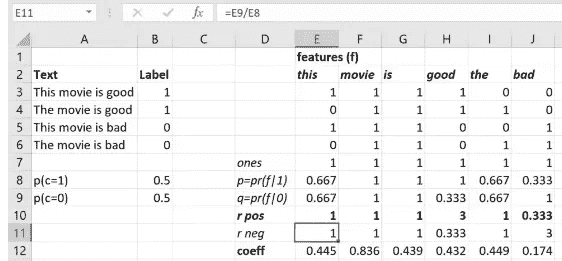 E11 fx =E9/E8
A B C D E F G H I J
1 features (f)
2 Text Label this movie is good the bad
3 This movie is good 1 1 1 1 1 0 0
4 The movie is good 1 0 1 1 1 1 0
5 This movie is bad 0 1 1 1 0 0 1
6 The movie is bad 0 0 1 1 0 1 1
7 ones 1 1 1 1 1 1
8 p(c=1) 0.5 p=pr(f|1) 0.667 1 1 1 0.667 0.333
9 p(c=0) 0.5 q=pr(f|0) 0.667 1 1 0.333 0.667 1
10 r pos 1 1 1 3 1 0.333
11 r neg 1 1 1 0.333 1 3
12 coeff 0.445 0.836 0.439 0.432 0.449 0.174